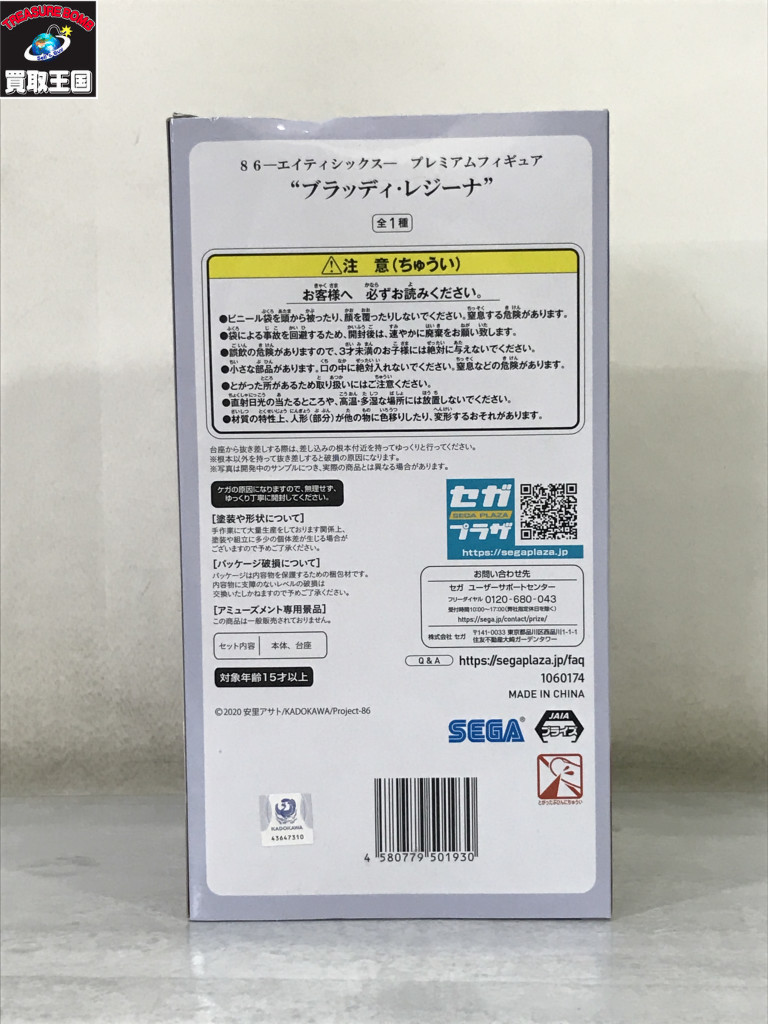 TREASURE BOMB
Sell & Buy
買取王国
86―エイティシックス― プレミアムフィギュア
“ブラッディ・レジーナ”
全1種
注 意(ちゅうい)
お客様へ 必ずお読みください。
●ビニール袋を頭から被ったり、顔を覆ったりしないでください。窒息する危険があります。
●袋による事故を回避するため、開封後は、速やかに廃棄をお願い致します。
●誤飲の危険がありますので、3才未満のお子様には絶対に与えないでください。
●小さな部品があります。口の中に絶対入れないでください。窒息などの危険があります。
●とがった所があるため取り扱いにはご注意ください。
●直射日光の当たるところや、高温・多湿な場所には放置しないでください。
●材質の特性上、人形(部分)が他の物に色移りしたり、変形するおそれがあります。
台座から抜き差しする際は、差し込みの根本付近を持ってゆっくりと行ってください。
※根本以外を持って抜き差しすると破損の原因になります。
※写真は開発中のサンプルにつき、実際の商品とは異なる場合があります。
ケガの原因になりますので、無理せず、
ゆっくり丁寧に開封してください。
[塗装や形状について]
手作業にて大量生産をしております関係上、
塗装や組立に多少の個体差が生じる場合が
ございますので予めご了承ください。
[パッケージ破損について]
パッケージは内容物を保護するための梱包材です。
内容物に支障のないレベルの破損は
交換いたしかねますので予めご了承ください。
[アミューズメント専用景品]
この商品は一般販売されておりません。
セット内容 本体、台座
対象年齢15才以上
©2020 安里アサト/KADOKAWA/Project-86
セガ
SEGA PLAZA
プラザ
https://segaplaza.jp
お問い合わせ先
セガ ユーザーサポートセンター
フリーダイヤル 0120-680-043
受付時間10:00〜17:00(弊社指定休日を除く)
https://sega.jp/contact/prize/
株式会社 セガ 〒141-0033 東京都品川区西品川1-1-1
住友不動産大崎ガーデンタワー
Q & A https://segaplaza.jp/faq
1060174
MADE IN CHINA
SEGA®
JAIA
プライズ
とがったぶひんにちゅうい
KADOKAWA
43647310
4 580779 501930